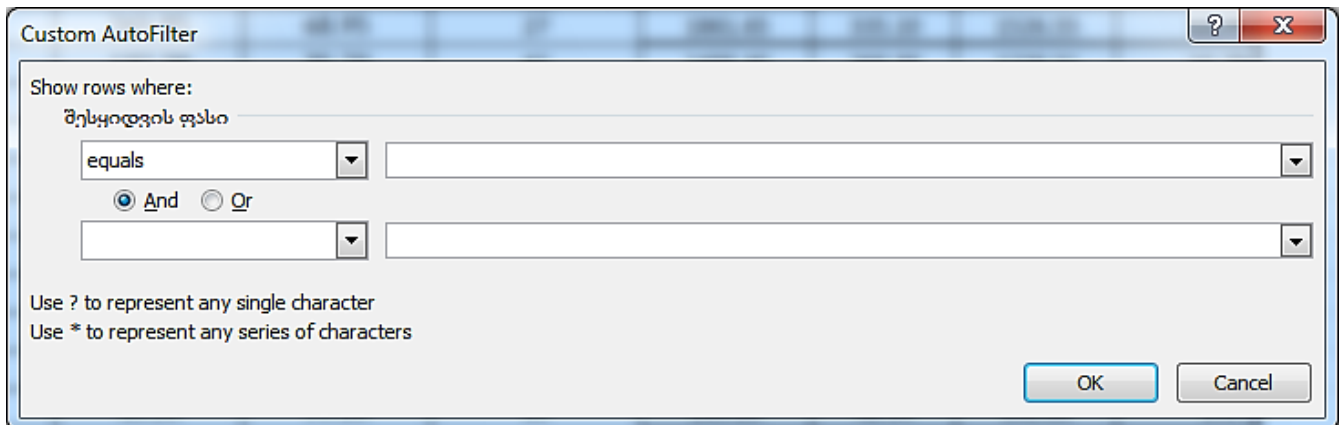 Custom AutoFilter
Show rows where:
შესყიდვის ფასი
equals
And Or
Use ? to represent any single character
Use * to represent any series of characters
OK Cancel